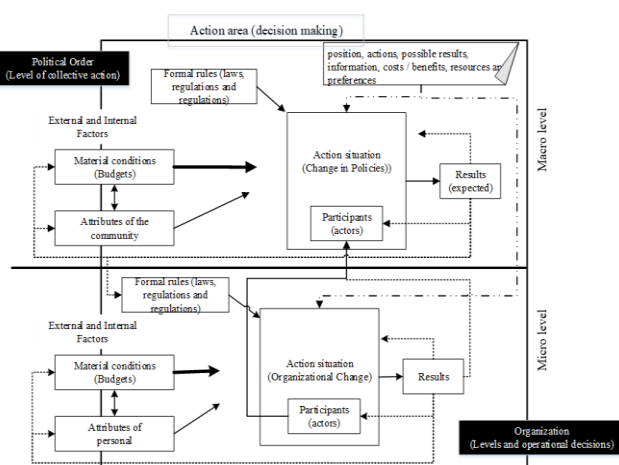 Action area (decision making)
Political Order
(Level of collective action)
position, actions, possible results,
information, costs / benefits, resources
preferences
Formal rules (laws,
regulations and
regulations)
External and Internal
Factors
Material conditions
(Budgets)
Attributes of the
community
Action situation
(Change in Policies))
Participants
(actors)
Results
(expected)
Macro level
Formal rules (laws,
regulations and
regulations)
External and Internal
Factors
Material conditions
(Budgets)
Attributes of
personal
Action situation
(Organizational Change)
Participants
(actors)
Results
Micro level
Organization
(Levels and operational decisions)